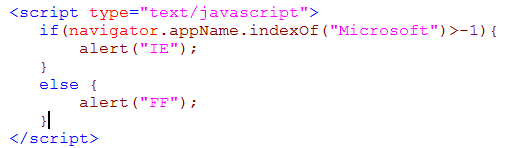 <script type="text/javascript">
    if(navigator.appName.indexOf("Microsoft")>-1){
        alert("IE");
    }
    else {
        alert("FF");
    }
</script>